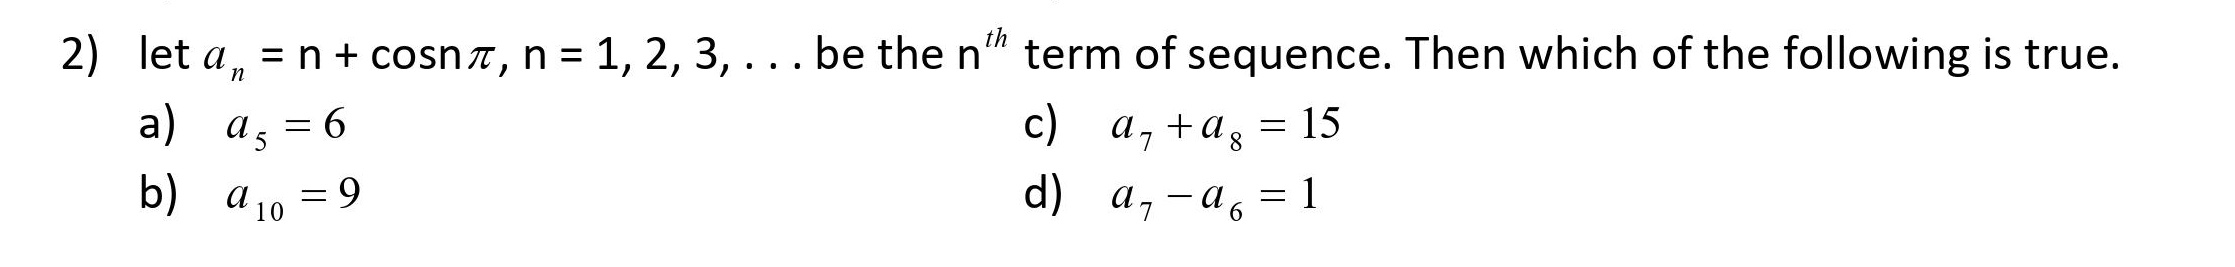 2) let aₙ = n + cosnπ, n = 1, 2, 3, . . . be the nᵗʰ term of sequence. Then which of the following is true.
a) a₅ = 6 c) a₇ + a₈ = 15
b) a₁₀ = 9 d) a₇ − a₆ = 1